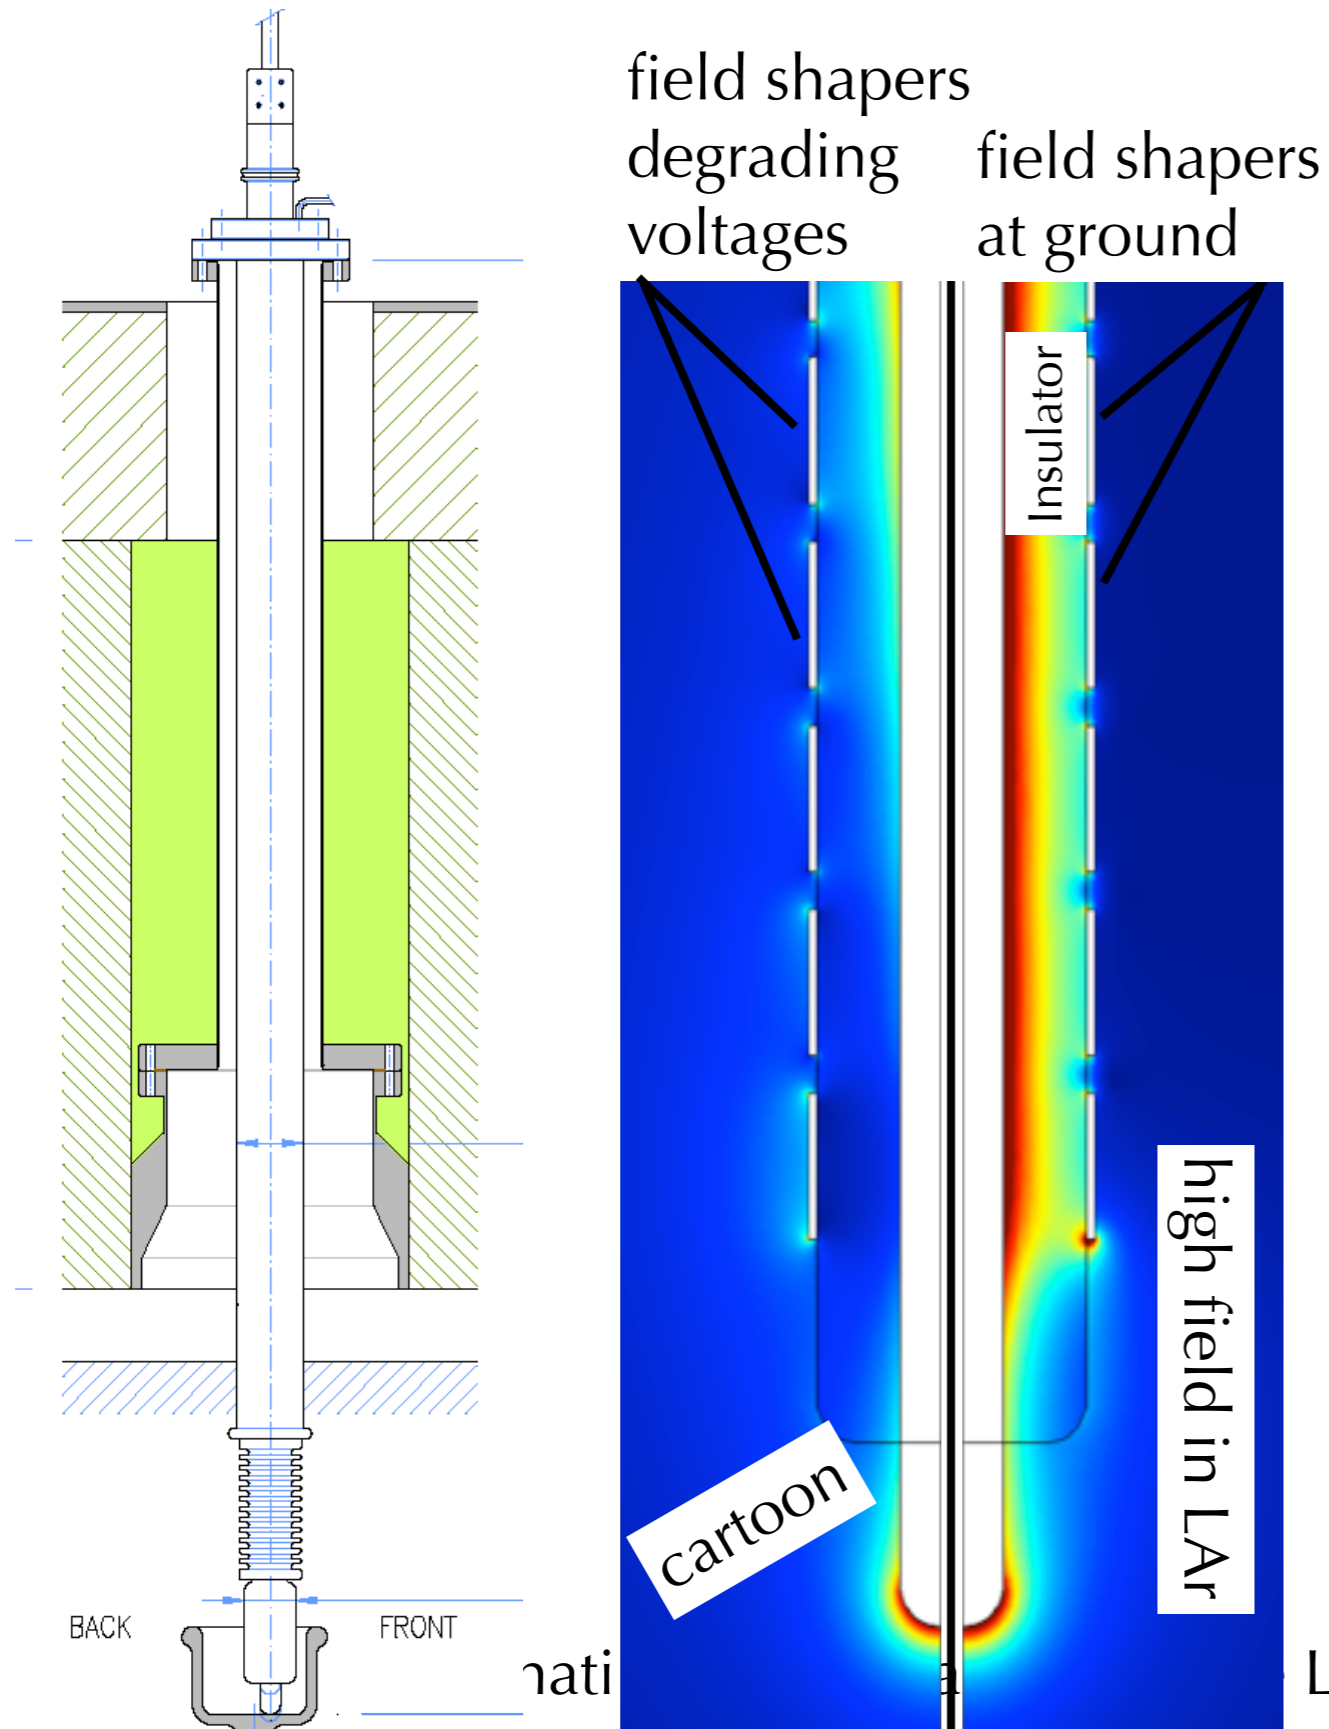 field shapers
degrading
voltages
field shapers
at ground
Insulator
high field in LAr
cartoon
BACK
FRONT